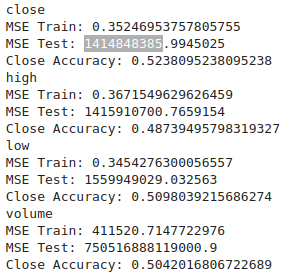 close
MSE Train: 0.35246953757805755
MSE Test: 1414848385.9945025
Close Accuracy: 0.5238095238095238
high
MSE Train: 0.3671549629626459
MSE Test: 1415910700.7659154
Close Accuracy: 0.48739495798319327
low
MSE Train: 0.3454276300056557
MSE Test: 1559949029.032563
Close Accuracy: 0.5098039215686274
volume
MSE Train: 411520.7147722976
MSE Test: 750516888119000.9
Close Accuracy: 0.5042016806722689